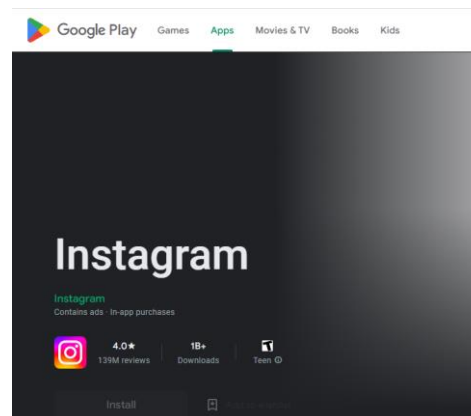 Google Play Games Apps Movies & TV Books Kids
Instagram
Instagram
Contains ads · In-app purchases
4.0★ 1B+
139M reviews Downloads Teen
Install